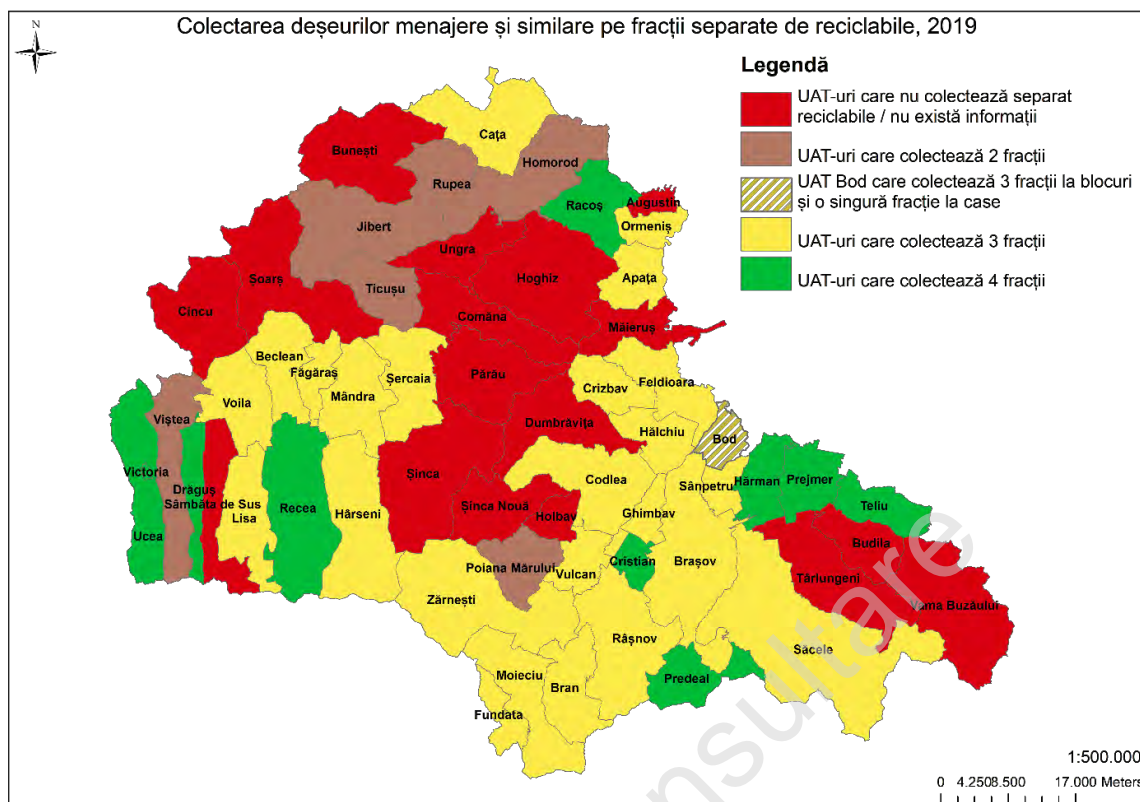 N
Colectarea deșeurilor menajere și similare pe fracții separate de reciclabile, 2019
Legendă
UAT-uri care nu colectează separat
reciclabile / nu există informații
UAT-uri care colectează 2 fracții
UAT Bod care colectează 3 fracții la blocuri
și o singură fracție la case
UAT-uri care colectează 3 fracții
UAT-uri care colectează 4 fracții
Cața
Bunești
Homorod
Rupea
Racoș
Augustin
Ormeniș
Jibert
Ungra
Hoghiz
Apața
Șoarș
Ticușu
Cincu
Comăna
Măieruș
Beclean
Făgăraș
Șercaia
Părău
Crizbav
Feldioara
Voila
Mândra
Viștea
Dumbrăvița
Hălchiu
Bod
Victoria
Drăguș
Sâmbăta de Sus
Lisa
Recea
Hârseni
Șinca
Codlea
Sânpetru
Hărman
Prejmer
Teliu
Ucea
Șinca Nouă
Holbav
Ghimbav
Budila
Poiana Mărului
Vulcan
Cristian
Brașov
Tărlungeni
Vama Buzăului
Zărnești
Râșnov
Săcele
Moieciu
Bran
Predeal
Fundata
nsultare
1:500.000
0 4.2508.500 17.000 Meters